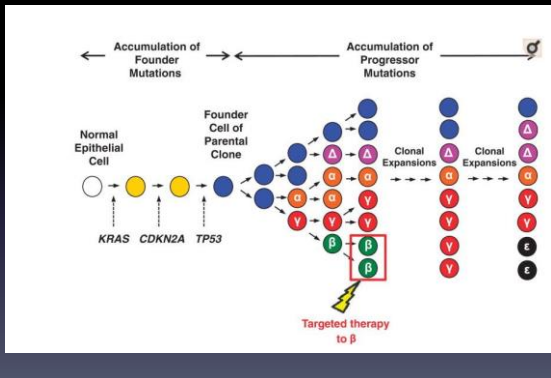 Accumulation of
Founder
Mutations
Accumulation of
Progressor
Mutations
♂
Founder
Cell of
Parental
Clone
Normal
Epithelial
Cell
Clonal
Expansions
Clonal
Expansions
Δ
Δ Δ Δ Δ
α α α α
α α γ γ γ
γ γ γ γ γ
β β γ ε
β γ ε
KRAS CDKN2A TP53
Targeted therapy
to β